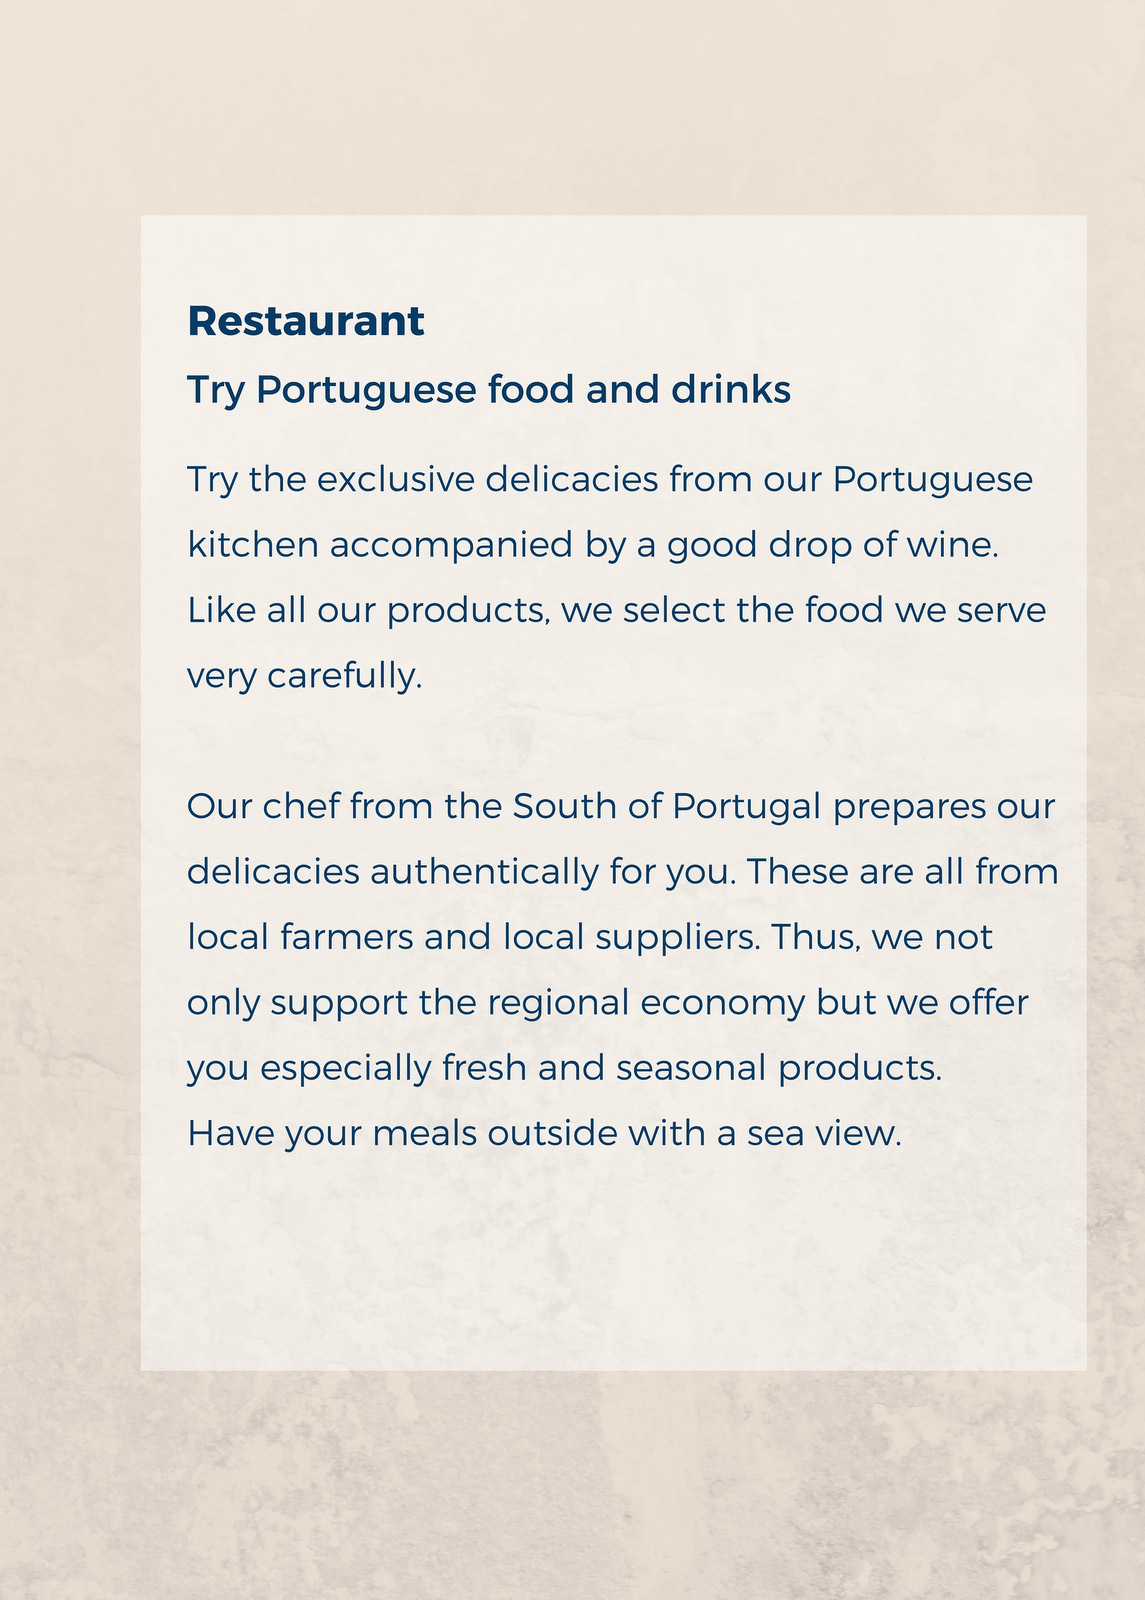 Restaurant
Try Portuguese food and drinks
Try the exclusive delicacies from our Portuguese
kitchen accompanied by a good drop of wine.
Like all our products, we select the food we serve
very carefully.
Our chef from the South of Portugal prepares our
delicacies authentically for you. These are all from
local farmers and local suppliers. Thus, we not
only support the regional economy but we offer
you especially fresh and seasonal products.
Have your meals outside with a sea view.